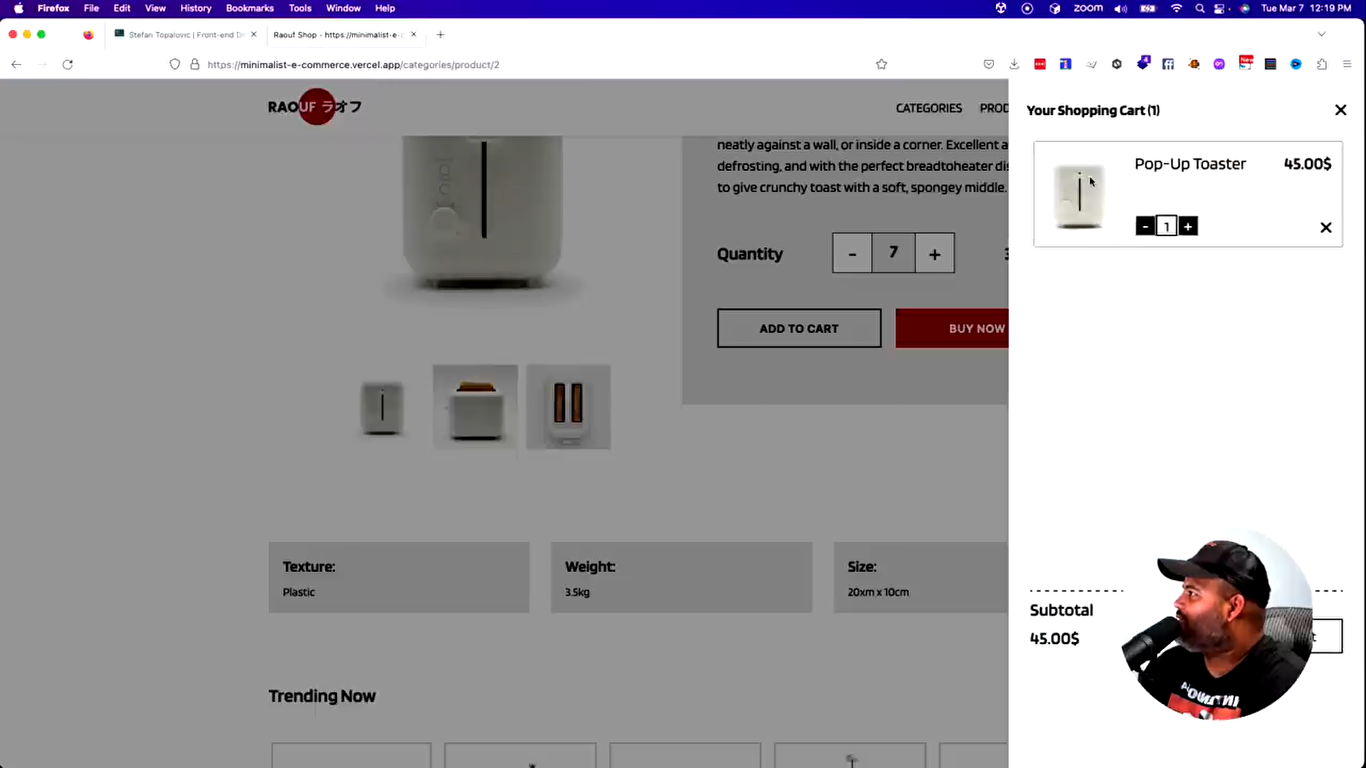 Firefox File Edit View History Bookmarks Tools Window Help
zoom
Tue Mar 7 12:19 PM
Stefan Topalovic | Front-end D
Raouf Shop - https://minimalist-e-c
https://minimalist-e-commerce.vercel.app/categories/product/2
New
RAOUF ラオフ
CATEGORIES PROD
Your Shopping Cart (1)
neatly against a wall, or inside a corner. Excellent a
defrosting, and with the perfect breadtoheater dis
to give crunchy toast with a soft, spongey middle.
Pop-Up Toaster 45.00$
- 1 +
Quantity - 7 +
ADD TO CART BUY NOW
Texture:
Plastic
Weight:
3.5kg
Size:
20xm x 10cm
Subtotal
45.00$
Trending Now